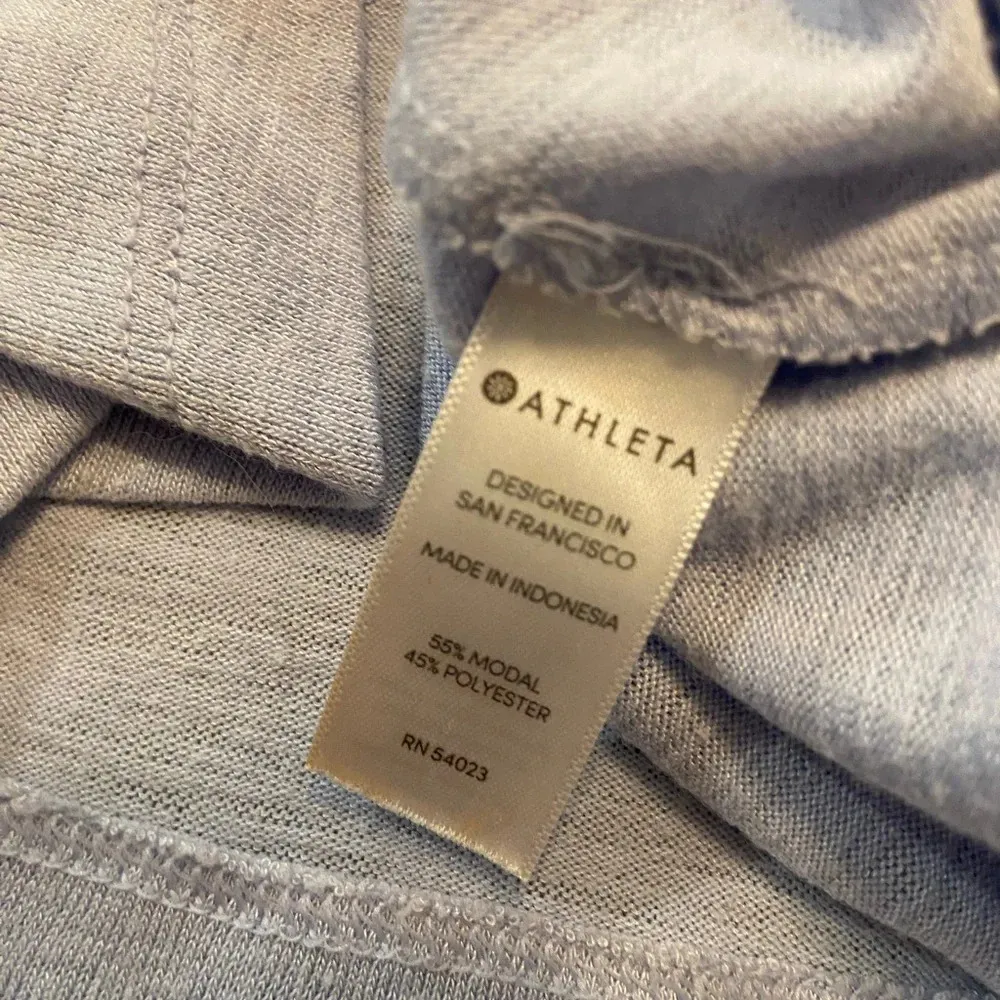 ATHLETA
DESIGNED IN
SAN FRANCISCO
MADE IN INDONESIA
55% MODAL
45% POLYESTER
RN 54023